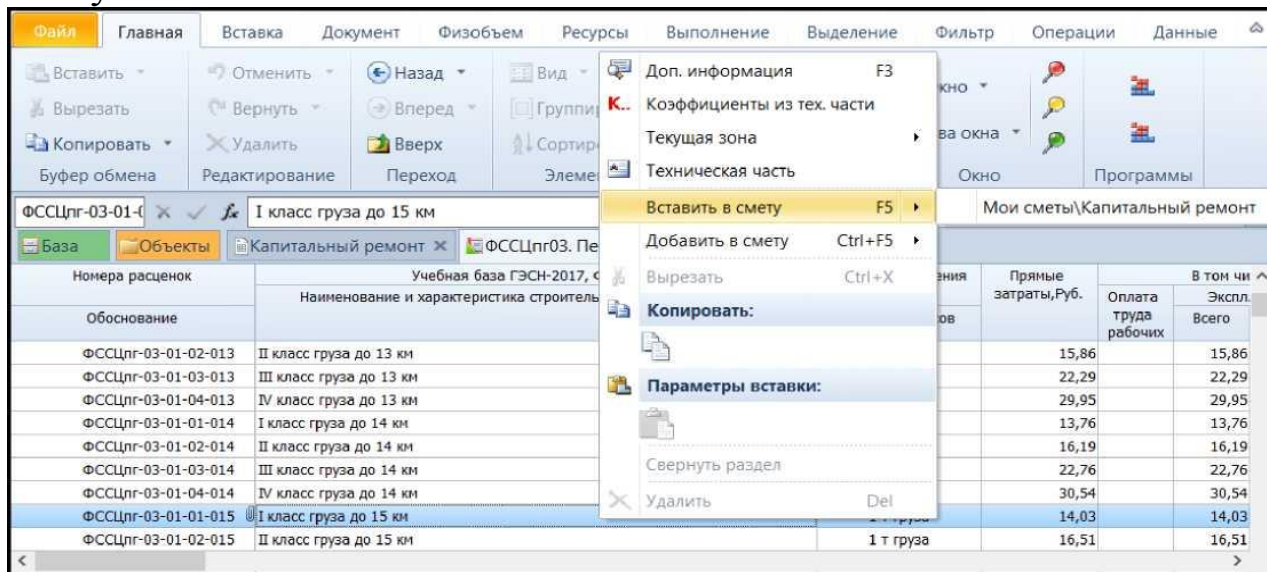 Файл Главная Вставка Документ Физобъем Ресурсы Выполнение Выделение Фильтр Операции Данные
Вставить Отменить Назад Вид
Вырезать Вернуть Вперед
Копировать Удалить Вверх
Буфер обмена Редактирование Переход Окно Программы
Доп. информация F3
К.. Коэффициенты из тех. части
Текущая зона
Техническая часть
Вставить в смету F5
Добавить в смету Ctrl+F5
Вырезать Ctrl+X
Копировать:
Параметры вставки:
Свернуть раздел
Удалить Del
fx I класс груза до 15 км Мои сметы\Капитальный ремонт
База Объекты Капитальный ремонт ФССЦпг03. Пе
Номера расценок Учебная база ГЭСН-2017, Прямые затраты,Руб. В том чи
Обоснование Наименование и характеристика строитель Оплата труда рабочих Экспл. Всего
ФССЦпг-03-01-02-013 II класс груза до 13 км 15,86 15,86
ФССЦпг-03-01-03-013 III класс груза до 13 км 22,29 22,29
ФССЦпг-03-01-04-013 IV класс груза до 13 км 29,95 29,95
ФССЦпг-03-01-01-014 I класс груза до 14 км 13,76 13,76
ФССЦпг-03-01-02-014 II класс груза до 14 км 16,19 16,19
ФССЦпг-03-01-03-014 III класс груза до 14 км 22,76 22,76
ФССЦпг-03-01-04-014 IV класс груза до 14 км 30,54 30,54
ФССЦпг-03-01-01-015 I класс груза до 15 км 14,03 14,03
ФССЦпг-03-01-02-015 II класс груза до 15 км 1 т груза 16,51 16,51